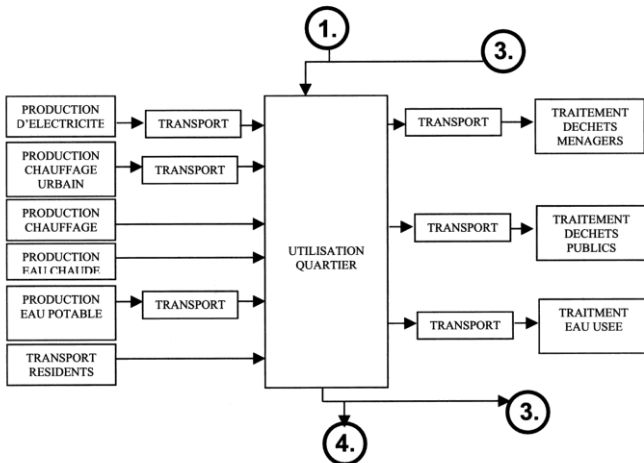 1.
3.
PRODUCTION
D'ELECTRICITE
TRANSPORT
TRANSPORT
TRAITEMENT
DECHETS
MENAGERS
PRODUCTION
CHAUFFAGE
URBAIN
TRANSPORT
PRODUCTION
CHAUFFAGE
UTILISATION
QUARTIER
TRANSPORT
TRAITEMENT
DECHETS
PUBLICS
PRODUCTION
EAU CHAUDE
PRODUCTION
EAU POTABLE
TRANSPORT
TRANSPORT
TRAITMENT
EAU USEE
TRANSPORT
RESIDENTS
3.
4.